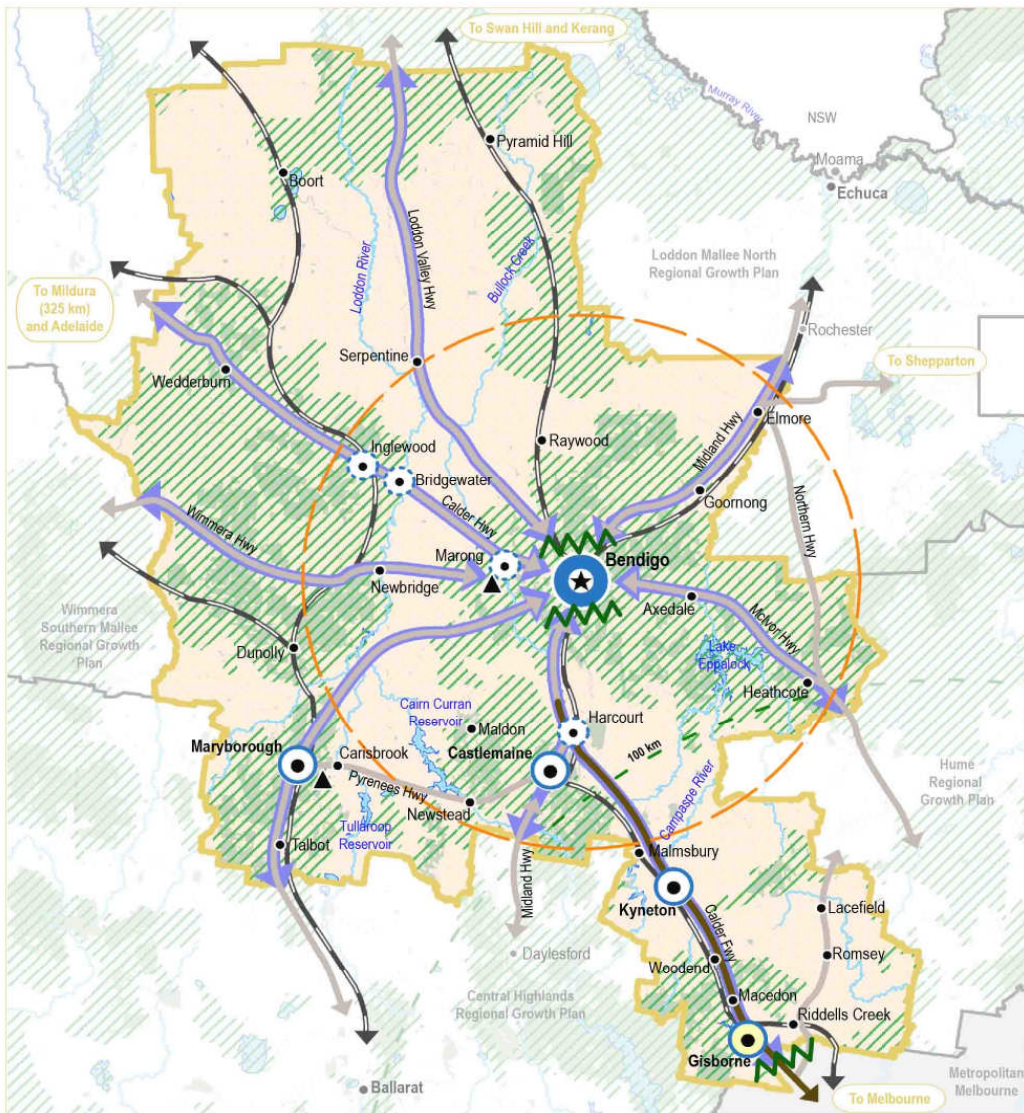 To Swan Hill and Kerang
Murray River
NSW
Moama
Echuca
Pyramid Hill
Boort
Loddon Valley Hwy
Loddon River
Bullock Creek
Loddon Mallee North
Regional Growth Plan
To Mildura
(325 km)
and Adelaide
Rochester
To Shepparton
Serpentine
Wedderburn
Elmore
Midland Hwy
Inglewood
Raywood
Bridgewater
Goornong
Northern Hwy
Calder Hwy
Wimmera Hwy
Marong
Bendigo
Newbridge
Axedale
McIvor Hwy
Wimmera
Southern Mallee
Regional Growth
Plan
Dunolly
Lake
Eppalock
Heathcote
Cairn Curran
Reservoir
Maldon
Harcourt
Maryborough
Carisbrook
Castlemaine
100 km
Pyrenees Hwy
Newstead
Campaspe River
Hume
Regional
Growth Plan
Tullaroop
Reservoir
Talbot
Malmsbury
Midland Hwy
Kyneton
Lacefield
Calder Fwy
Daylesford
Woodend
Romsey
Central Highlands
Regional Growth Plan
Macedon
Riddells Creek
Gisborne
Metropolitan
Melbourne
Ballarat
To Melbourne